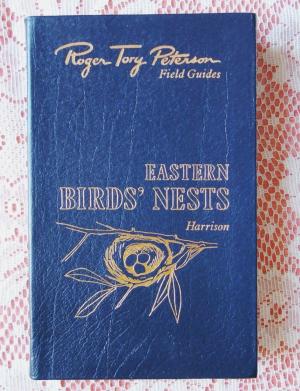 Roger Tory Peterson
Field Guides
EASTERN
BIRDS' NESTS
Harrison